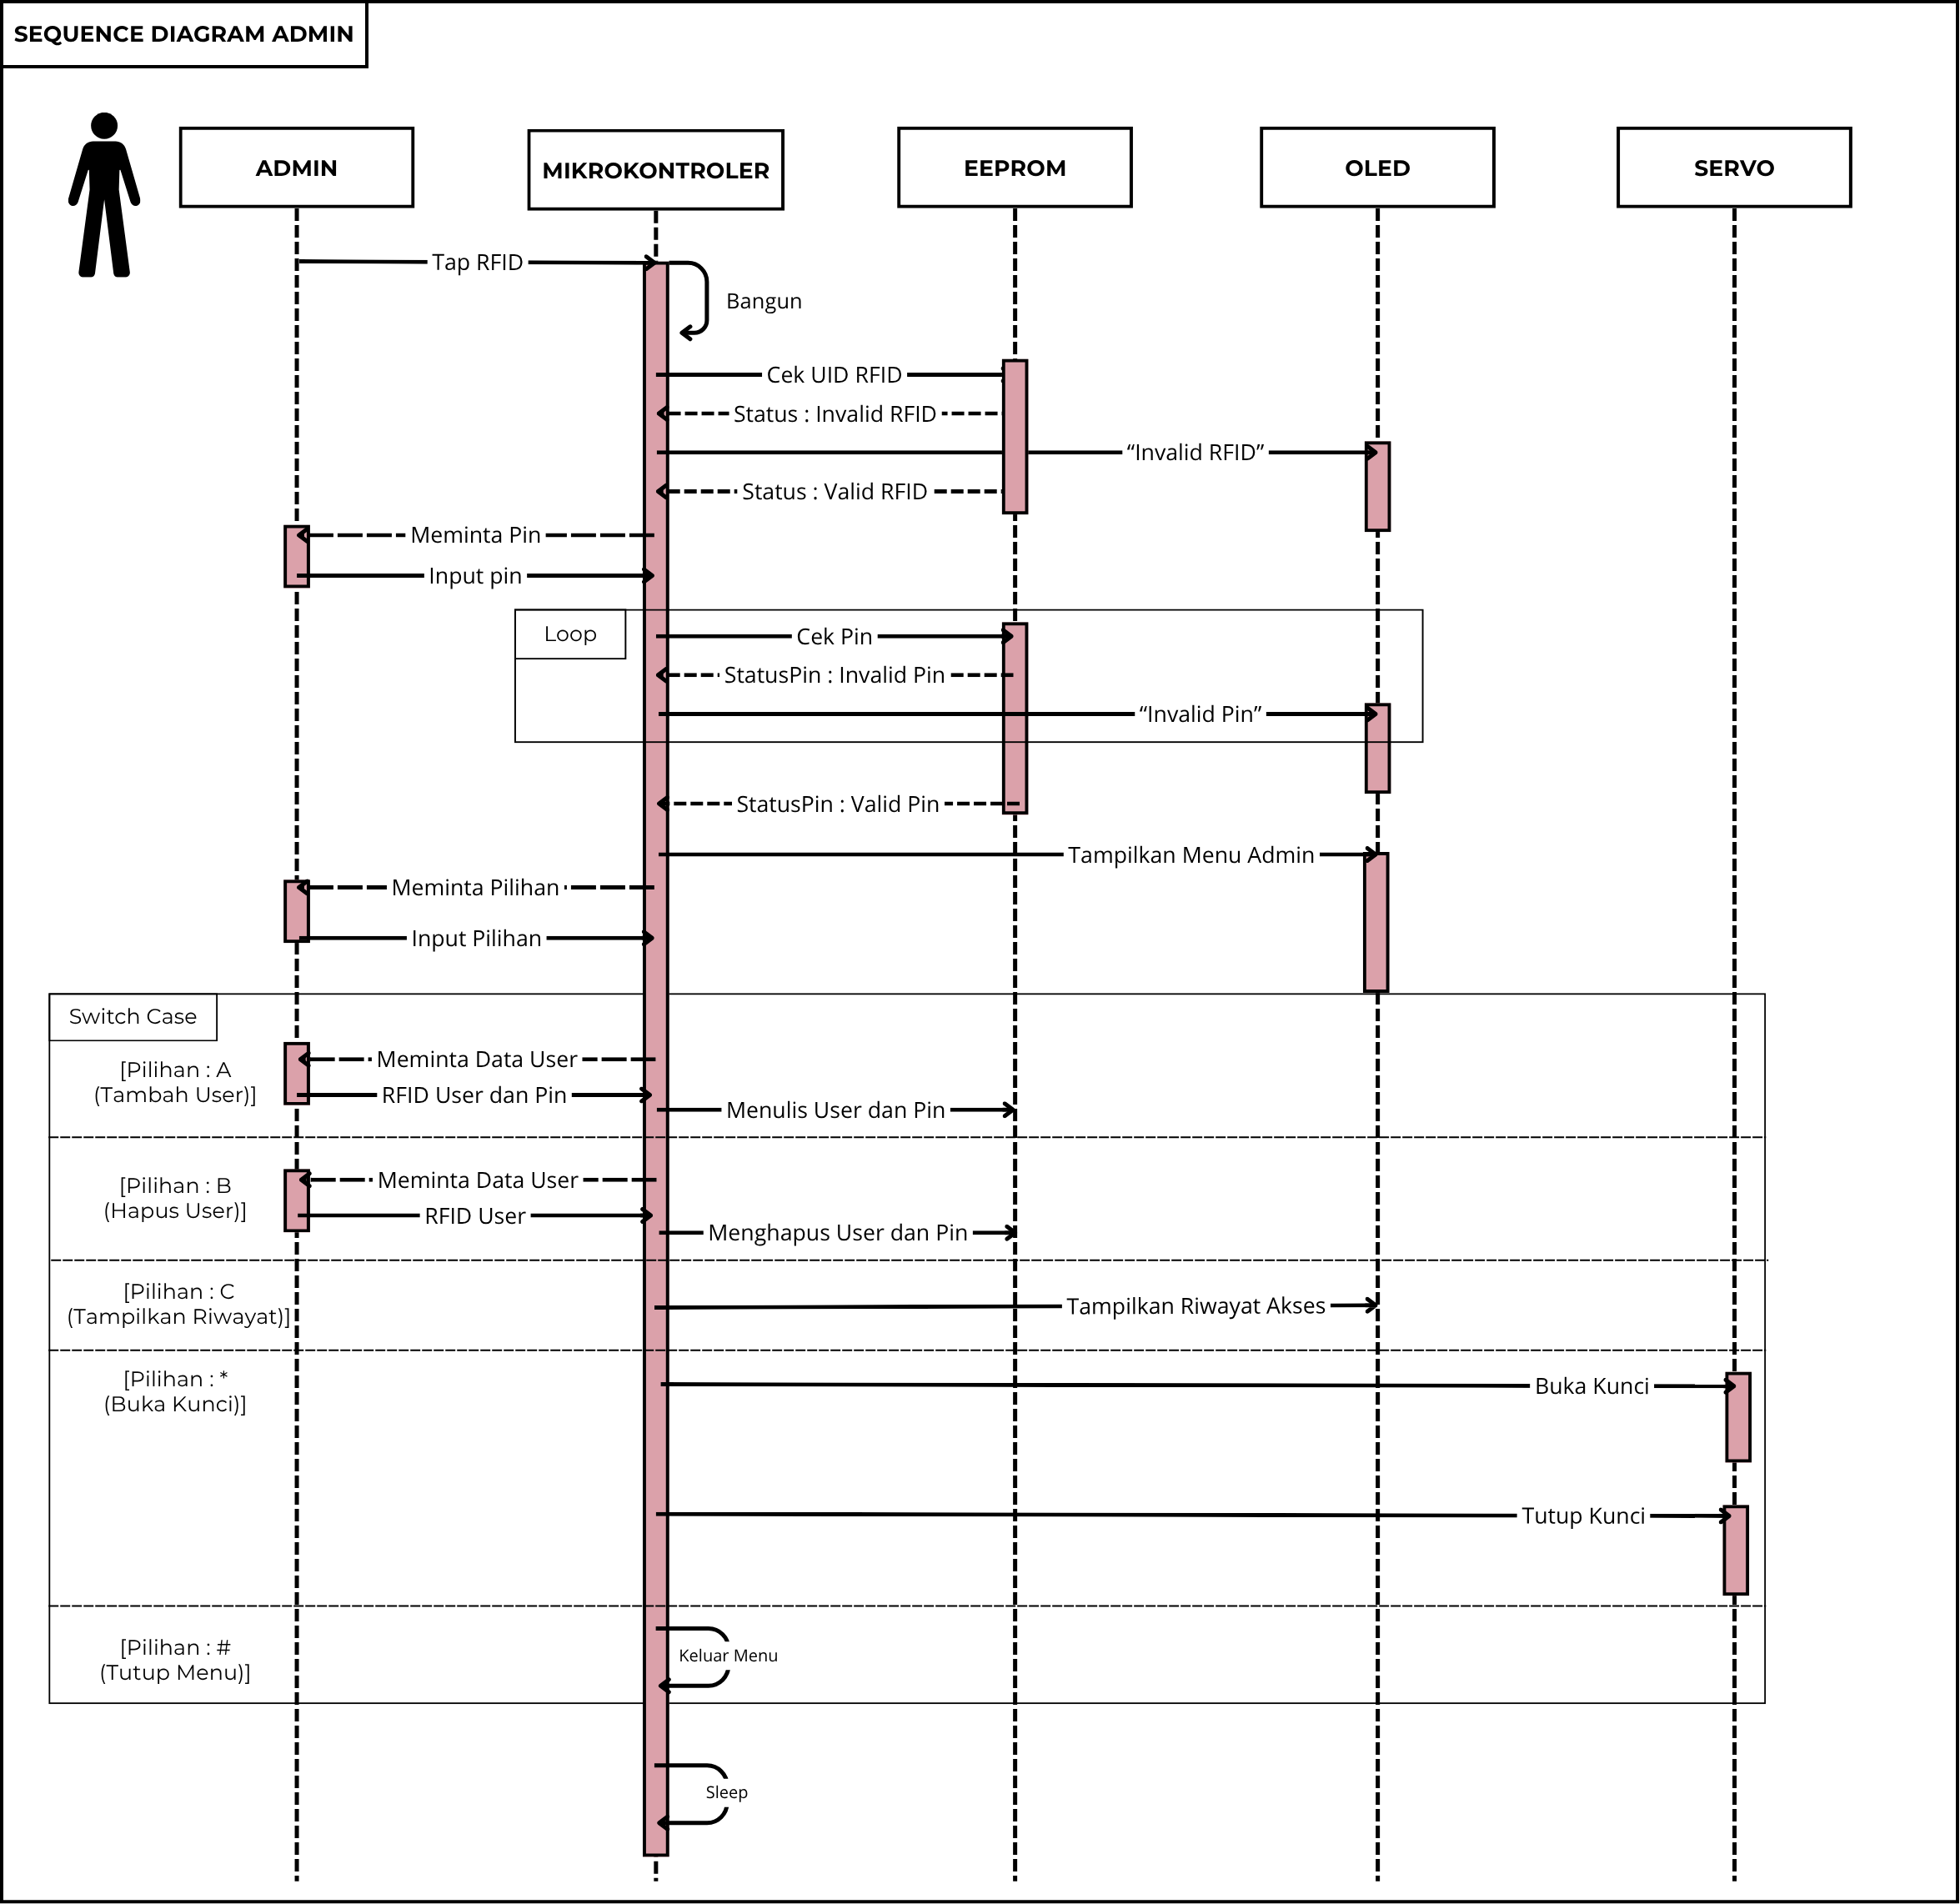 SEQUENCE DIAGRAM ADMIN
ADMIN
MIKROKONTROLER
EEPROM
OLED
SERVO
Tap RFID
Bangun
Cek UID RFID
Status : Invalid RFID
“Invalid RFID”
Status : Valid RFID
Meminta Pin
Input pin
Loop
Cek Pin
StatusPin : Invalid Pin
“Invalid Pin”
StatusPin : Valid Pin
Tampilkan Menu Admin
Meminta Pilihan
Input Pilihan
Switch Case
[Pilihan : A
(Tambah User)]
Meminta Data User
RFID User dan Pin
Menulis User dan Pin
[Pilihan : B
(Hapus User)]
Meminta Data User
RFID User
Menghapus User dan Pin
[Pilihan : C
(Tampilkan Riwayat)]
Tampilkan Riwayat Akses
[Pilihan : *
(Buka Kunci)]
Buka Kunci
Tutup Kunci
[Pilihan : #
(Tutup Menu)]
Keluar Menu
Sleep